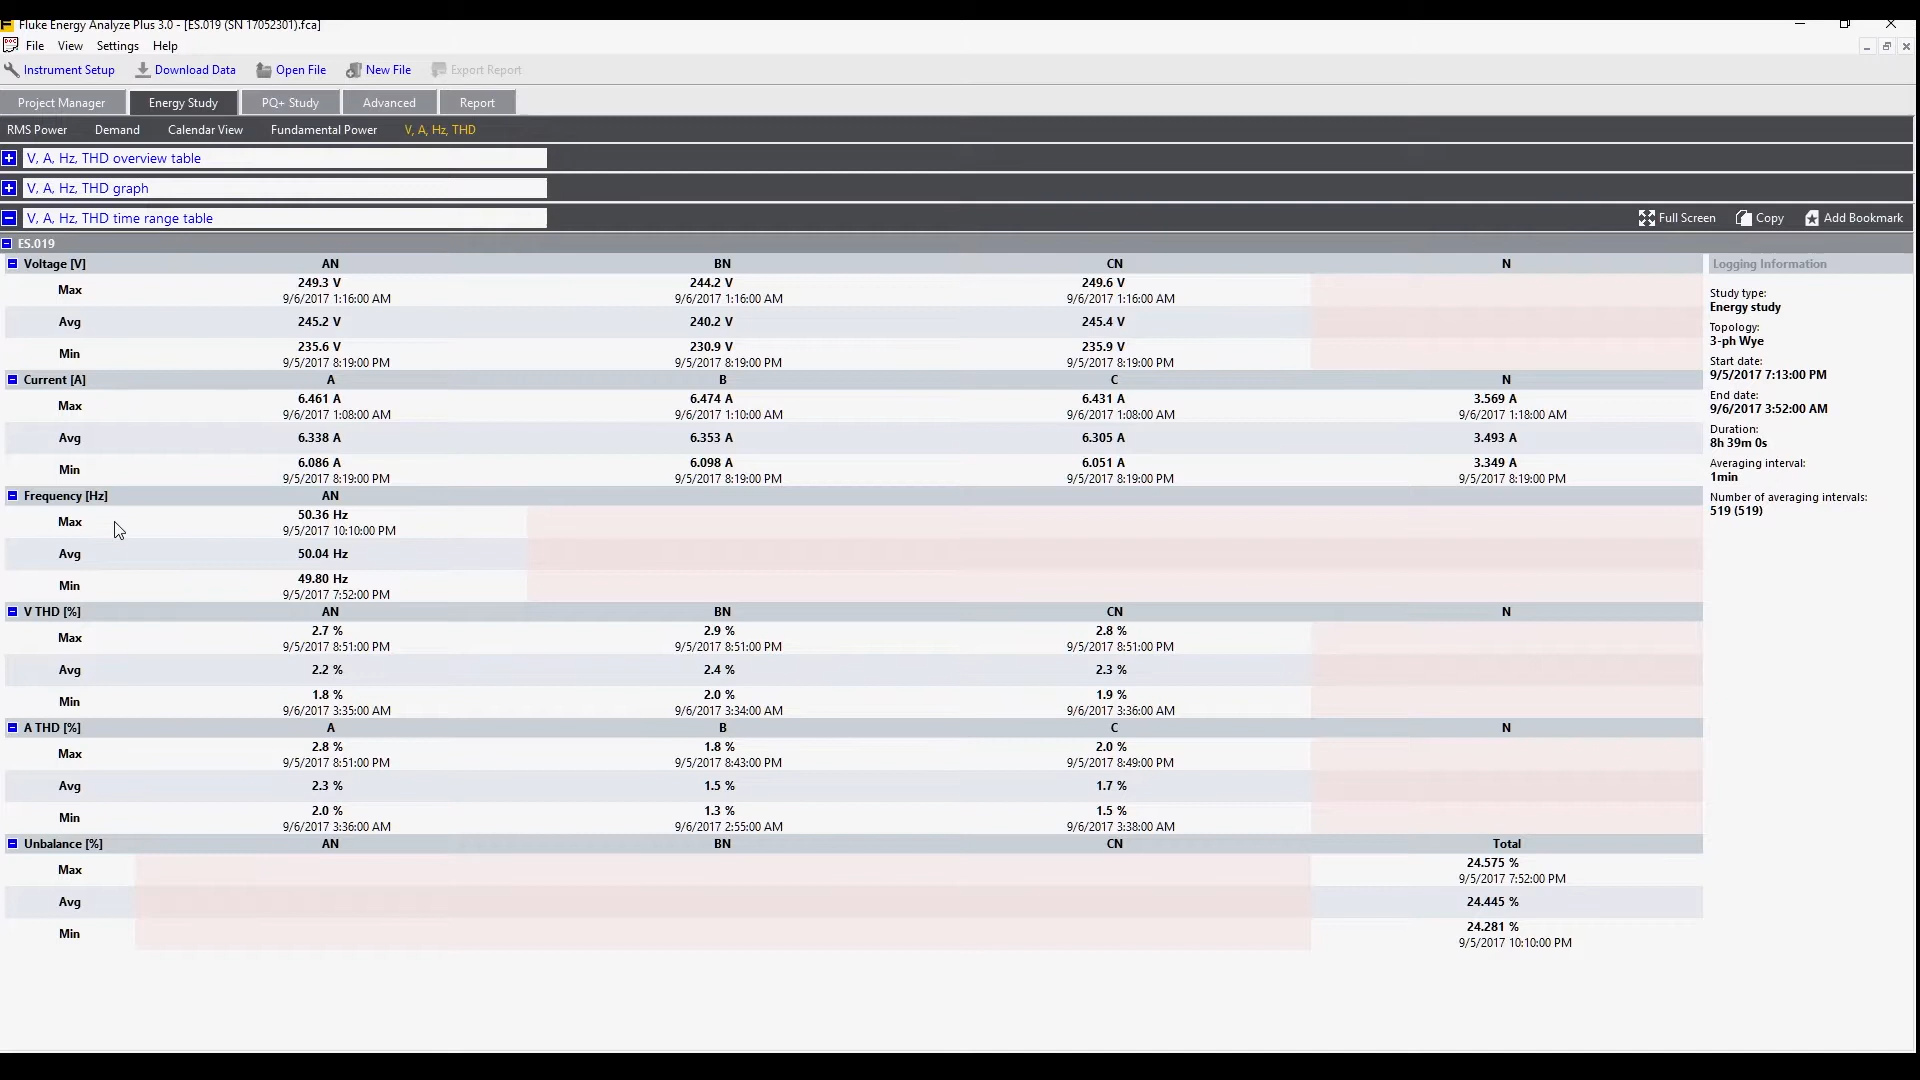 Fluke Energy Analyze Plus 3.0 - [ES.019 (SN 17052301).fca]
File View Settings Help
Instrument Setup Download Data Open File New File Export Report
Project Manager Energy Study PQ+ Study Advanced Report
RMS Power Demand Calendar View Fundamental Power V, A, Hz, THD
V, A, Hz, THD overview table
V, A, Hz, THD graph
V, A, Hz, THD time range table Full Screen Copy Add Bookmark
ES.019
Voltage [V] AN BN CN N
Max 249.3 V 244.2 V 249.6 V
9/6/2017 1:16:00 AM 9/6/2017 1:16:00 AM 9/6/2017 1:16:00 AM
Avg 245.2 V 240.2 V 245.4 V
Min 235.6 V 230.9 V 235.9 V
9/5/2017 8:19:00 PM 9/5/2017 8:19:00 PM 9/5/2017 8:19:00 PM
Current [A] A B C N
Max 6.461 A 6.474 A 6.431 A 3.569 A
9/6/2017 1:08:00 AM 9/6/2017 1:10:00 AM 9/6/2017 1:08:00 AM 9/6/2017 1:18:00 AM
Avg 6.338 A 6.353 A 6.305 A 3.493 A
Min 6.086 A 6.098 A 6.051 A 3.349 A
9/5/2017 8:19:00 PM 9/5/2017 8:19:00 PM 9/5/2017 8:19:00 PM 9/5/2017 8:19:00 PM
Frequency [Hz] AN
Max 50.36 Hz
9/5/2017 10:10:00 PM
Avg 50.04 Hz
Min 49.80 Hz
9/5/2017 7:52:00 PM
V THD [%] AN BN CN N
Max 2.7 % 2.9 % 2.8 %
9/5/2017 8:51:00 PM 9/5/2017 8:51:00 PM 9/5/2017 8:51:00 PM
Avg 2.2 % 2.4 % 2.3 %
Min 1.8 % 2.0 % 1.9 %
9/6/2017 3:35:00 AM 9/6/2017 3:34:00 AM 9/6/2017 3:36:00 AM
A THD [%] A B C N
Max 2.8 % 1.8 % 2.0 %
9/5/2017 8:51:00 PM 9/5/2017 8:43:00 PM 9/5/2017 8:49:00 PM
Avg 2.3 % 1.5 % 1.7 %
Min 2.0 % 1.3 % 1.5 %
9/6/2017 3:36:00 AM 9/6/2017 2:55:00 AM 9/6/2017 3:38:00 AM
Unbalance [%] AN BN CN Total
Max 24.575 %
9/5/2017 7:52:00 PM
Avg 24.445 %
Min 24.281 %
9/5/2017 10:10:00 PM
Logging Information
Study type:
Energy study
Topology:
3-ph Wye
Start date:
9/5/2017 7:13:00 PM
End date:
9/6/2017 3:52:00 AM
Duration:
8h 39m 0s
Averaging interval:
1min
Number of averaging intervals:
519 (519)